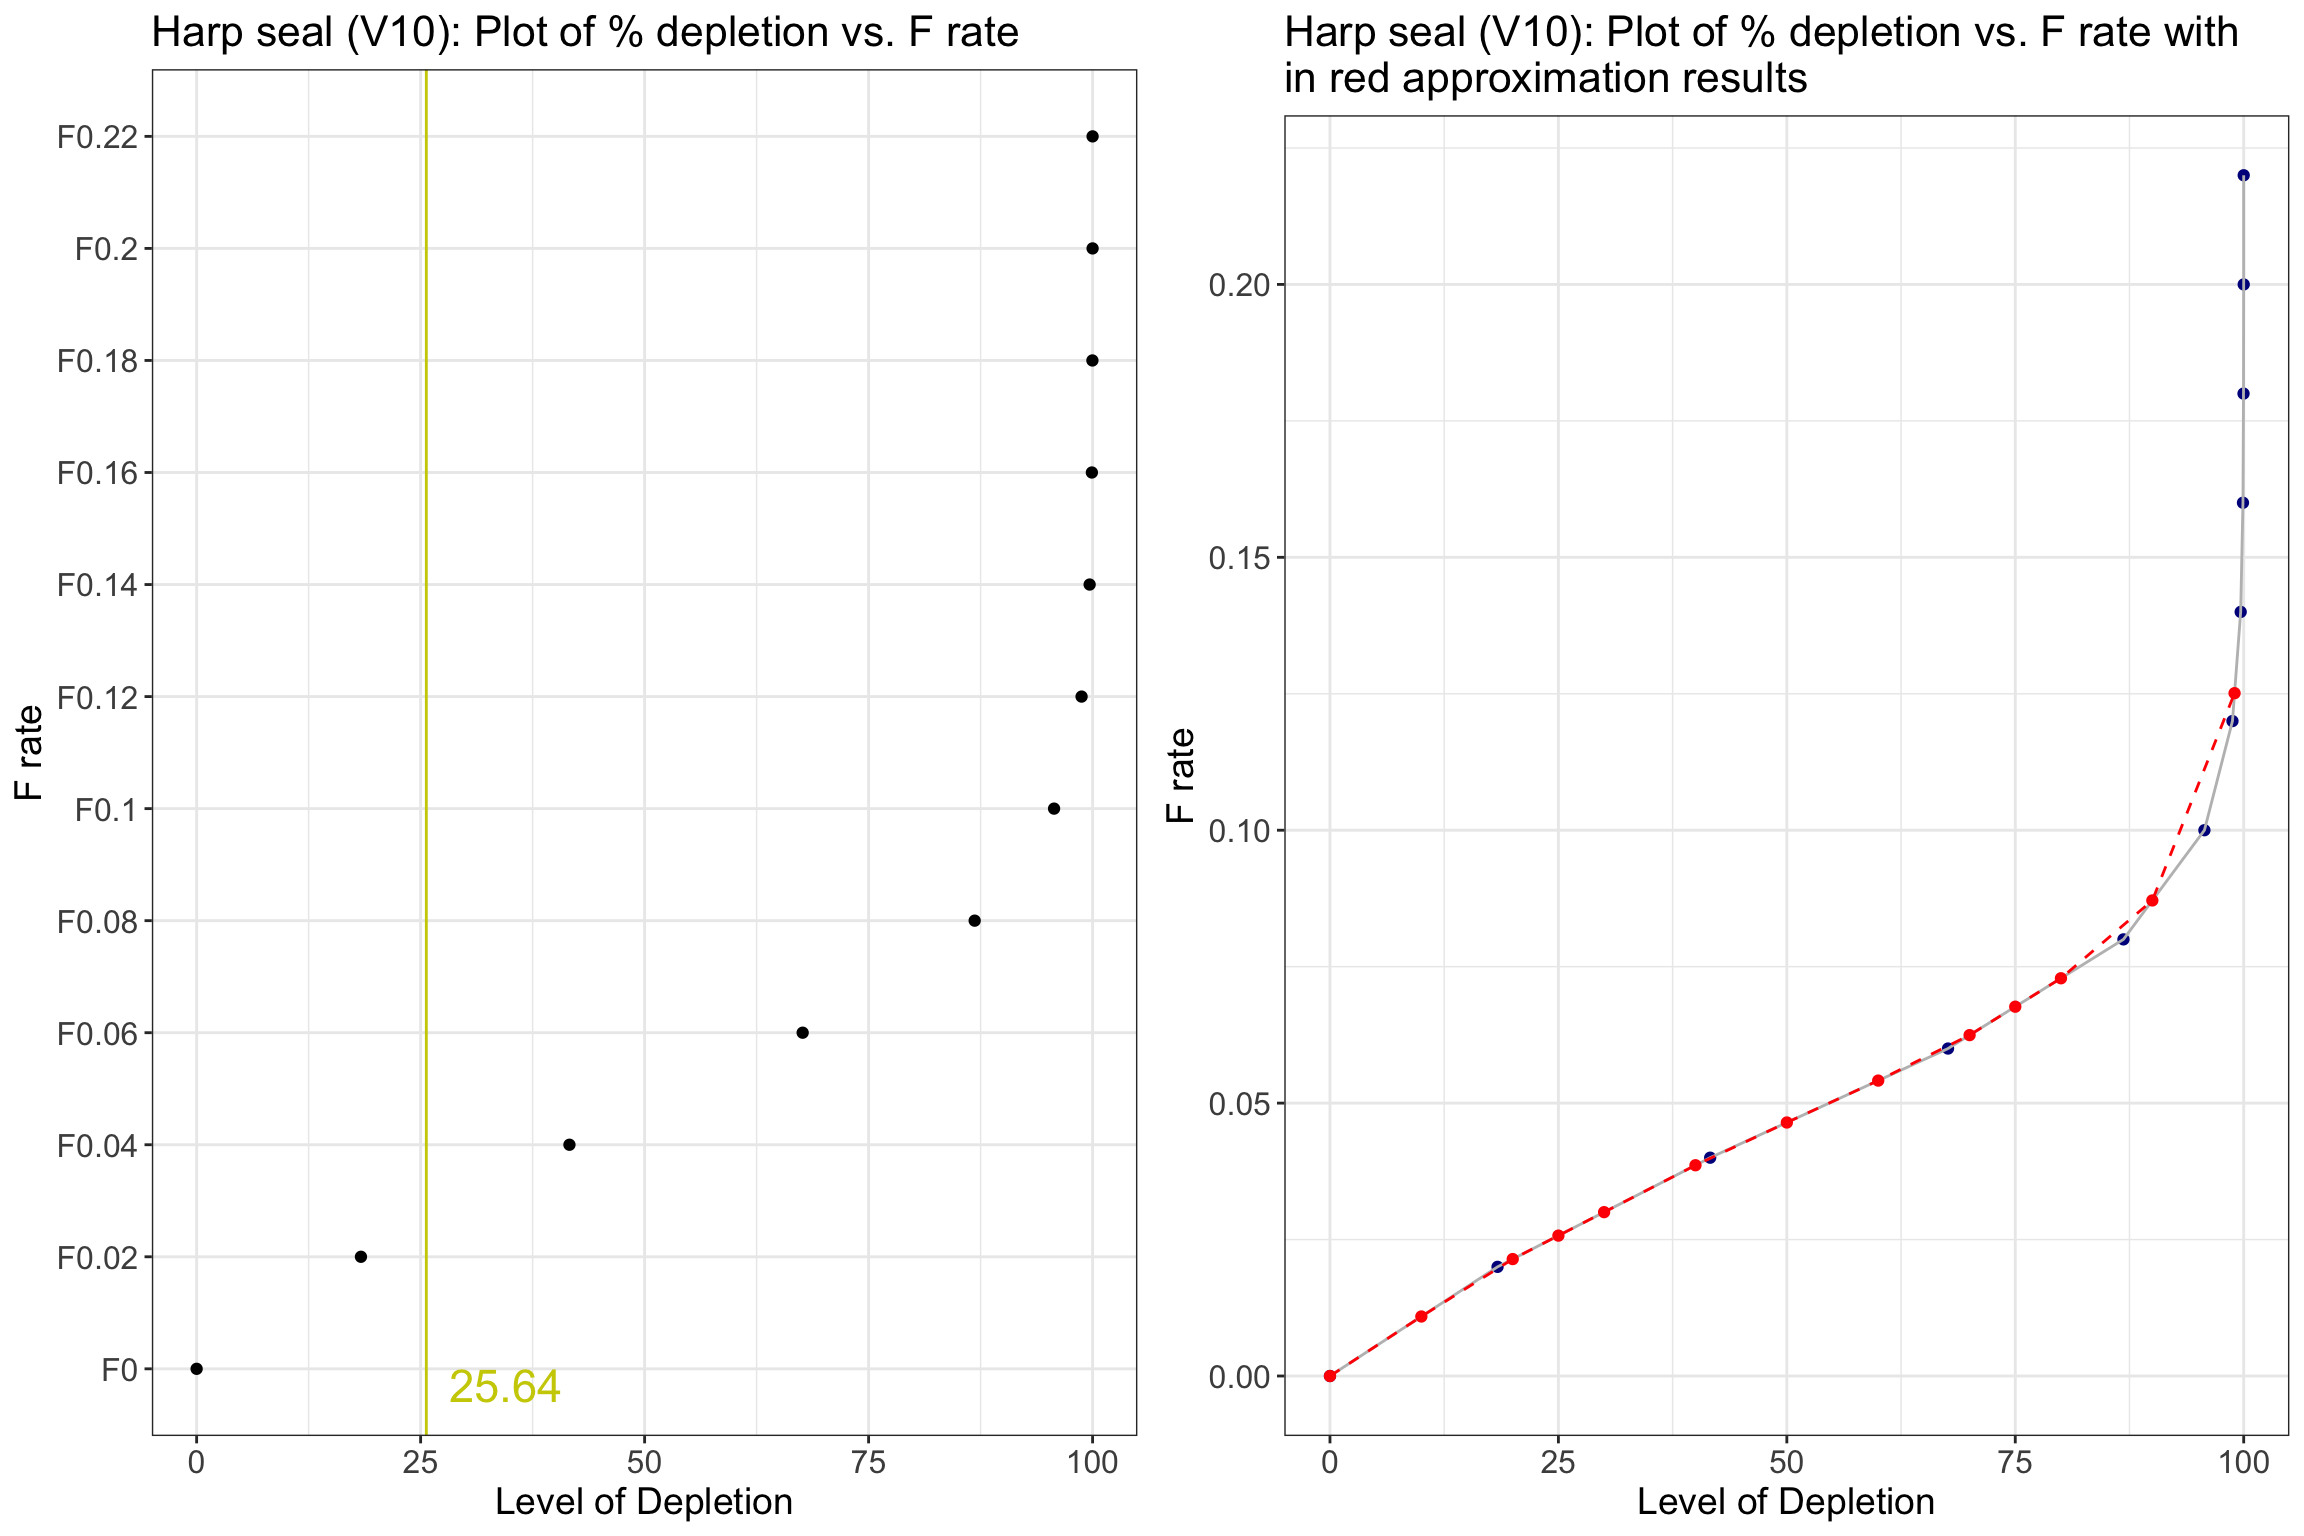 Harp seal (V10): Plot of % depletion vs. F rate
F rate
F0.22
F0.2
F0.18
F0.16
F0.14
F0.12
F0.1
F0.08
F0.06
F0.04
F0.02
F0
25.64
0 25 50 75 100
Level of Depletion
Harp seal (V10): Plot of % depletion vs. F rate with
in red approximation results
F rate
0.20
0.15
0.10
0.05
0.00
0 25 50 75 100
Level of Depletion